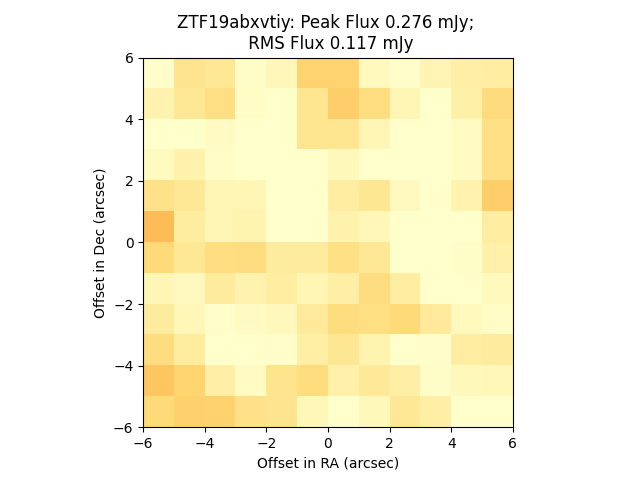 ZTF19abxvtiy: Peak Flux 0.276 mJy;
RMS Flux 0.117 mJy
6
4
2
0
−2
−4
−6
Offset in Dec (arcsec)
−6 −4 −2 0 2 4 6
Offset in RA (arcsec)